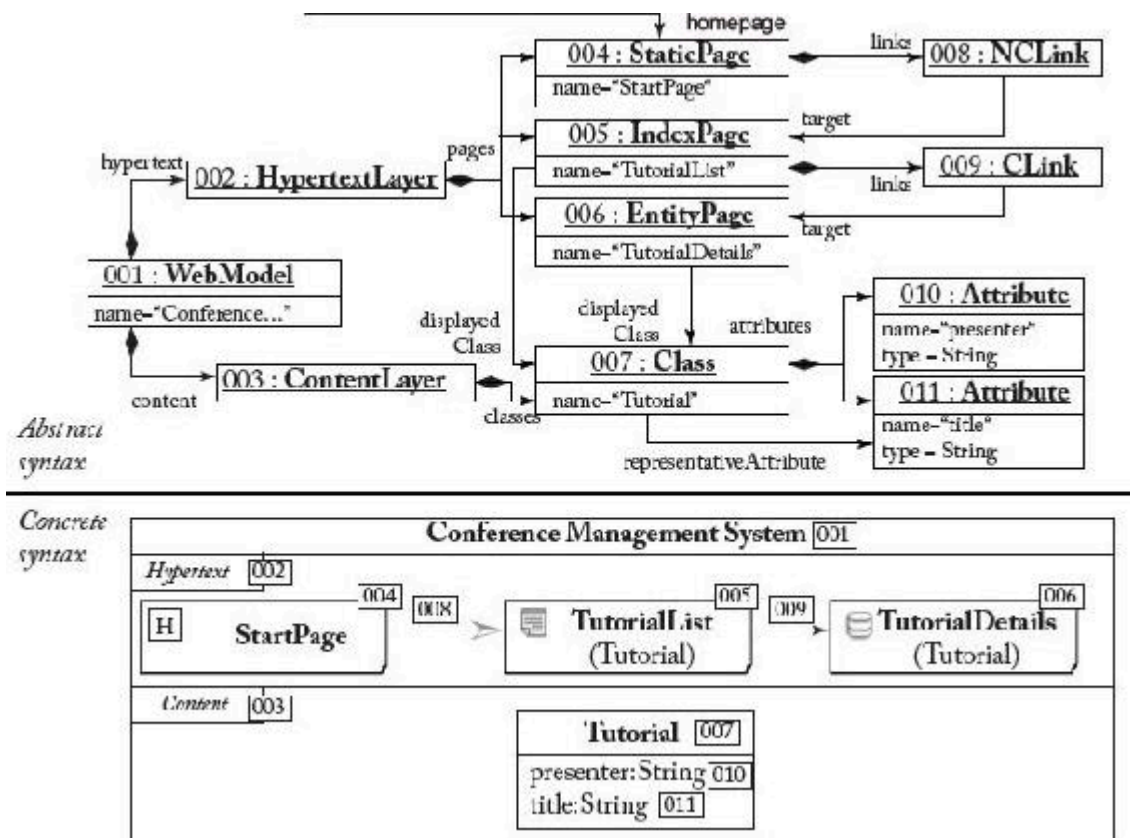 homepage
004 : StaticPage
name="StartPage"
links
008 : NCLink
target
005 : IndexPage
name="TutorialList"
pages
hypertext
002 : HypertextLayer
links
009 : CLink
006 : EntityPage
name="TutorialDetails"
target
001 : WebModel
name="Conference..."
displayed
Class
displayed
Class
attributes
010 : Attribute
name="presenter"
type = String
007 : Class
name="Tutorial"
003 : ContentLayer
content
classes
011 : Attribute
name="title"
type = String
representativeAttribute
Abstract
syntax
Concrete
syntax
Conference Management System 001
Hypertext 002
004
H
StartPage
008
005
TutorialList
(Tutorial)
009
006
TutorialDetails
(Tutorial)
Content 003
Tutorial 007
presenter:String 010
title:String 011